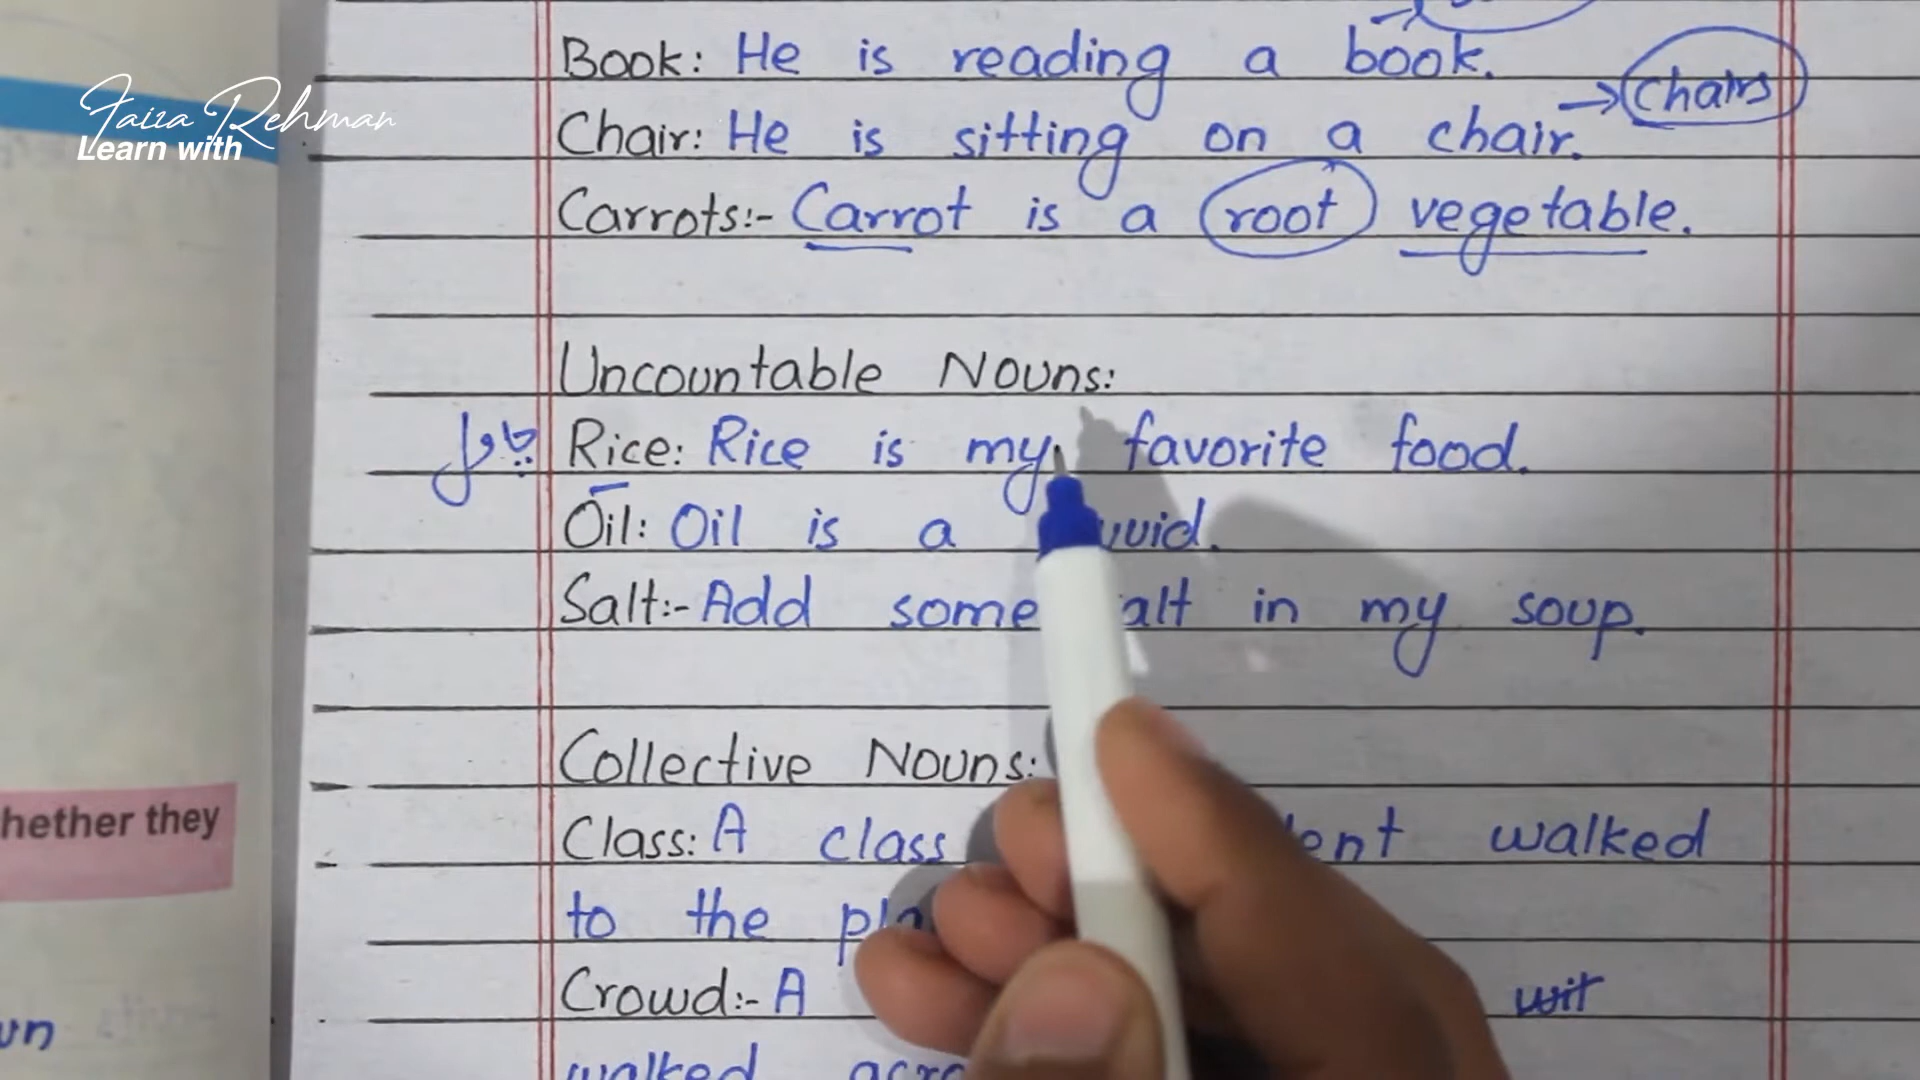 Faiza Rehman
Learn with
Book: He is reading a book.
Chairs
Chair: He is sitting on a chair.
Carrots:- Carrot is a root vegetable.
Uncountable Nouns:
چاول
Rice: Rice is my favorite food.
Oil: Oil is a
Salt:- Add some in my soup.
Collective Nouns:
hether they
Class: A class walked
to the
Crowd:- A
walked